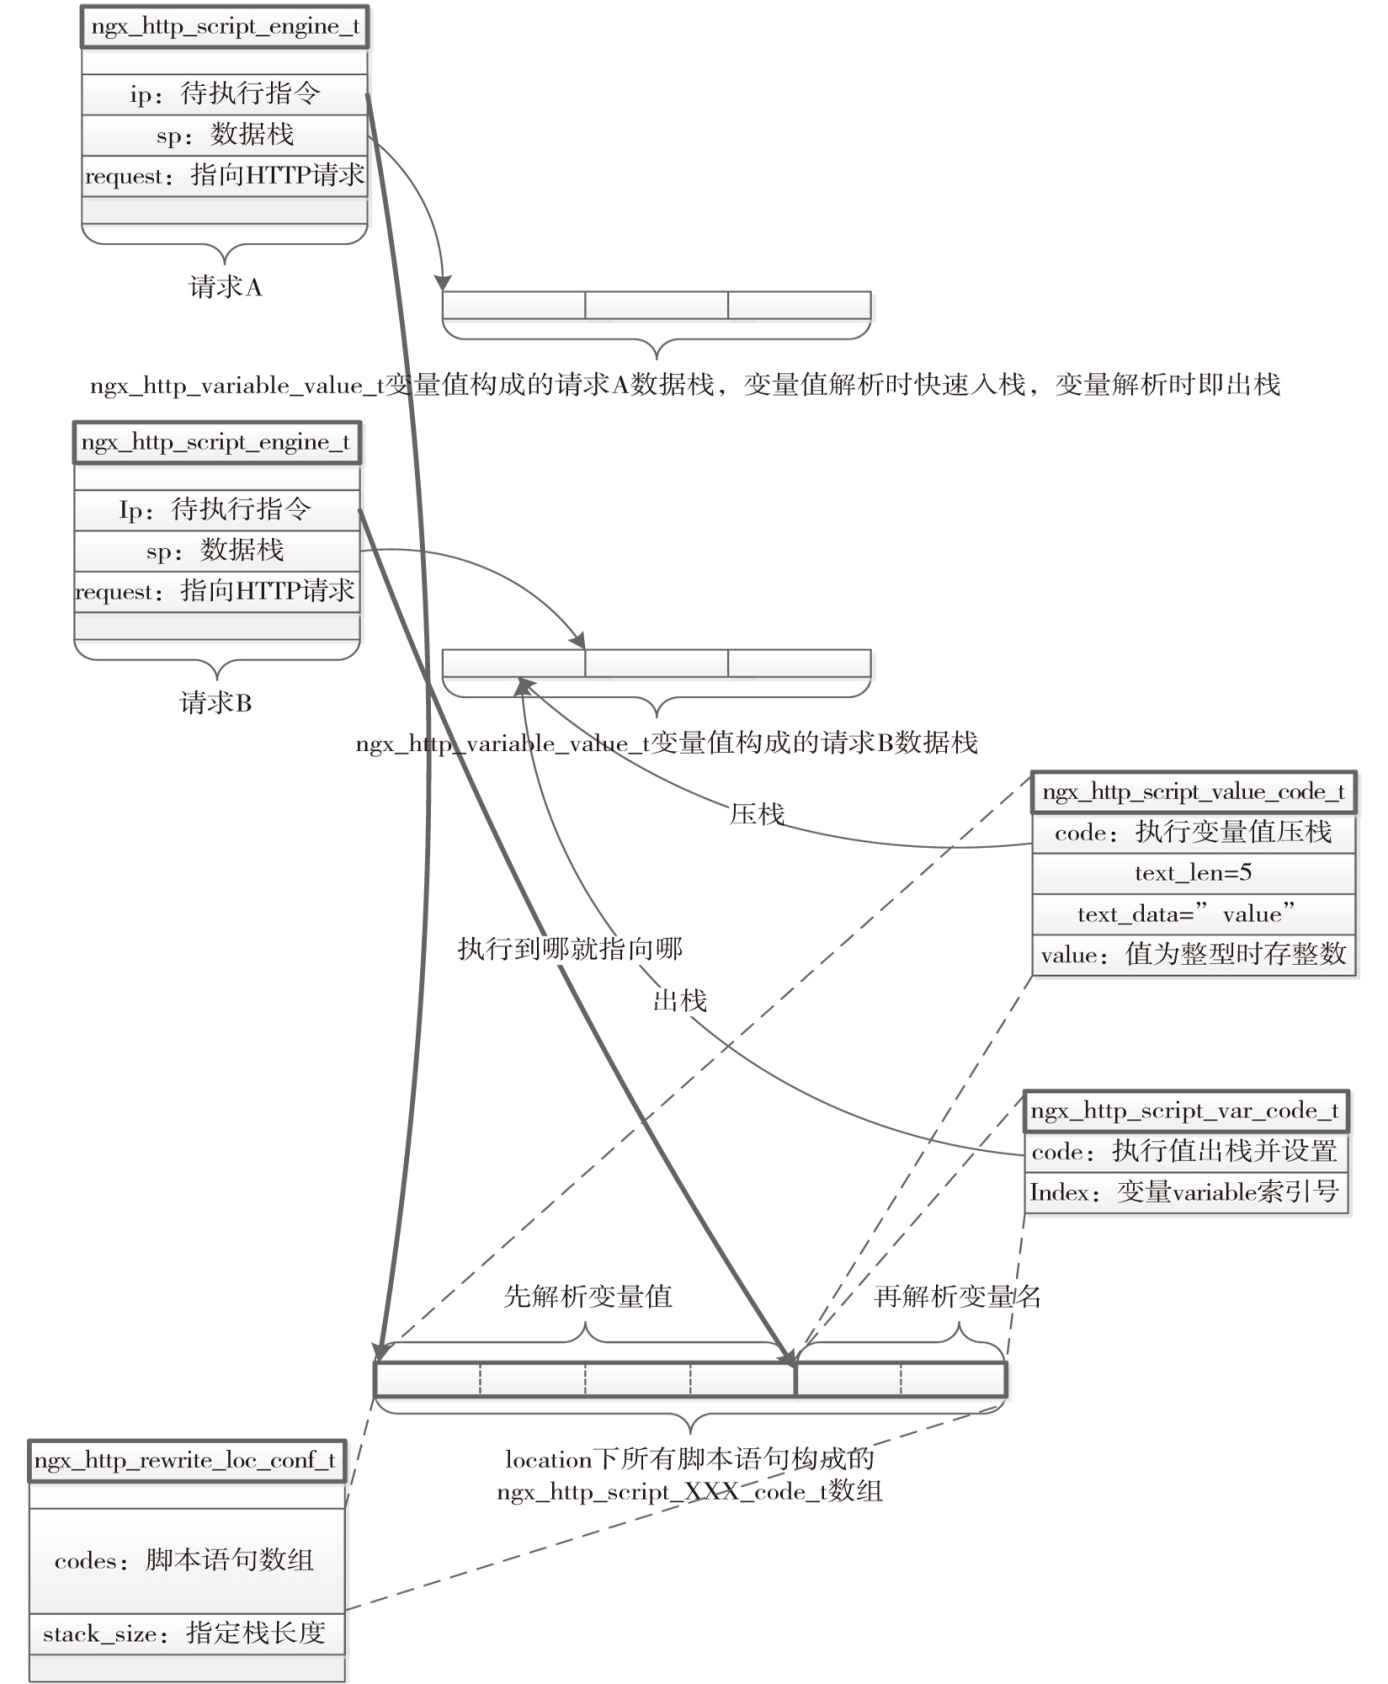 ngx_http_script_engine_t
ip：待执行指令
sp：数据栈
request：指向HTTP请求
请求A
ngx_http_variable_value_t变量值构成的请求A数据栈，变量值解析时快速入栈，变量解析时即出栈
ngx_http_script_engine_t
Ip：待执行指令
sp：数据栈
request：指向HTTP请求
请求B
ngx_http_variable_value_t变量值构成的请求B数据栈
ngx_http_script_value_code_t
code：执行变量值压栈
text_len=5
text_data=”value”
value：值为整型时存整数
压栈
执行到哪就指向哪
出栈
ngx_http_script_var_code_t
code：执行值出栈并设置
Index：变量variable索引号
先解析变量值
再解析变量名
location下所有脚本语句构成的
ngx_http_script_XXX_code_t数组
ngx_http_rewrite_loc_conf_t
codes：脚本语句数组
stack_size：指定栈长度